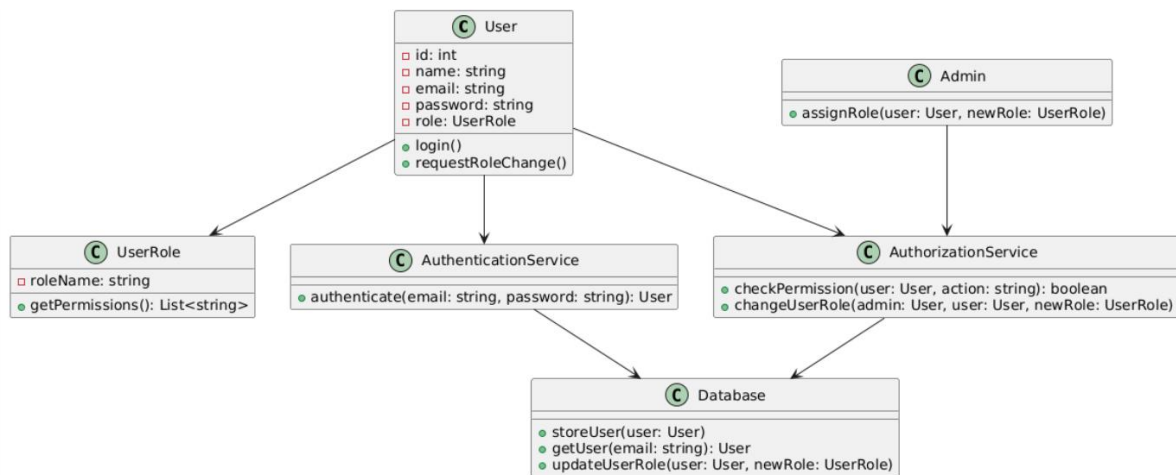 C User
id: int
name: string
email: string
password: string
role: UserRole
login()
requestRoleChange()
C Admin
assignRole(user: User, newRole: UserRole)
C UserRole
roleName: string
getPermissions(): List<string>
C AuthenticationService
authenticate(email: string, password: string): User
C AuthorizationService
checkPermission(user: User, action: string): boolean
changeUserRole(admin: User, user: User, newRole: UserRole)
C Database
storeUser(user: User)
getUser(email: string): User
updateUserRole(user: User, newRole: UserRole)